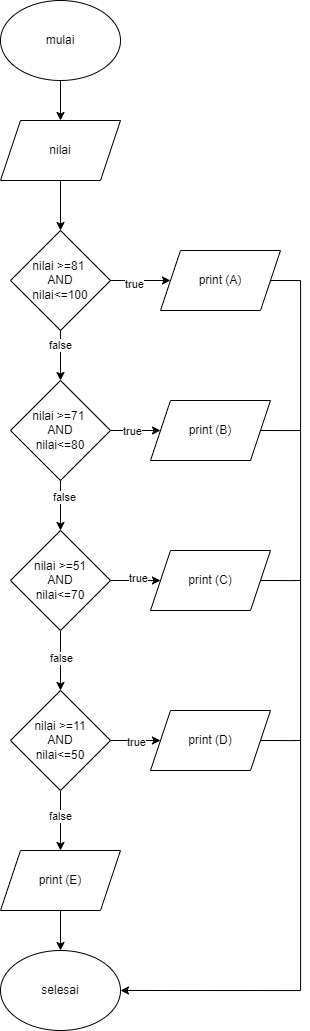 mulai
nilai
nilai >=81
AND
nilai<=100
true
print (A)
false
nilai >=71
AND
nilai<=80
true
print (B)
false
nilai >=51
AND
nilai<=70
true
print (C)
false
nilai >=11
AND
nilai<=50
true
print (D)
false
print (E)
selesai